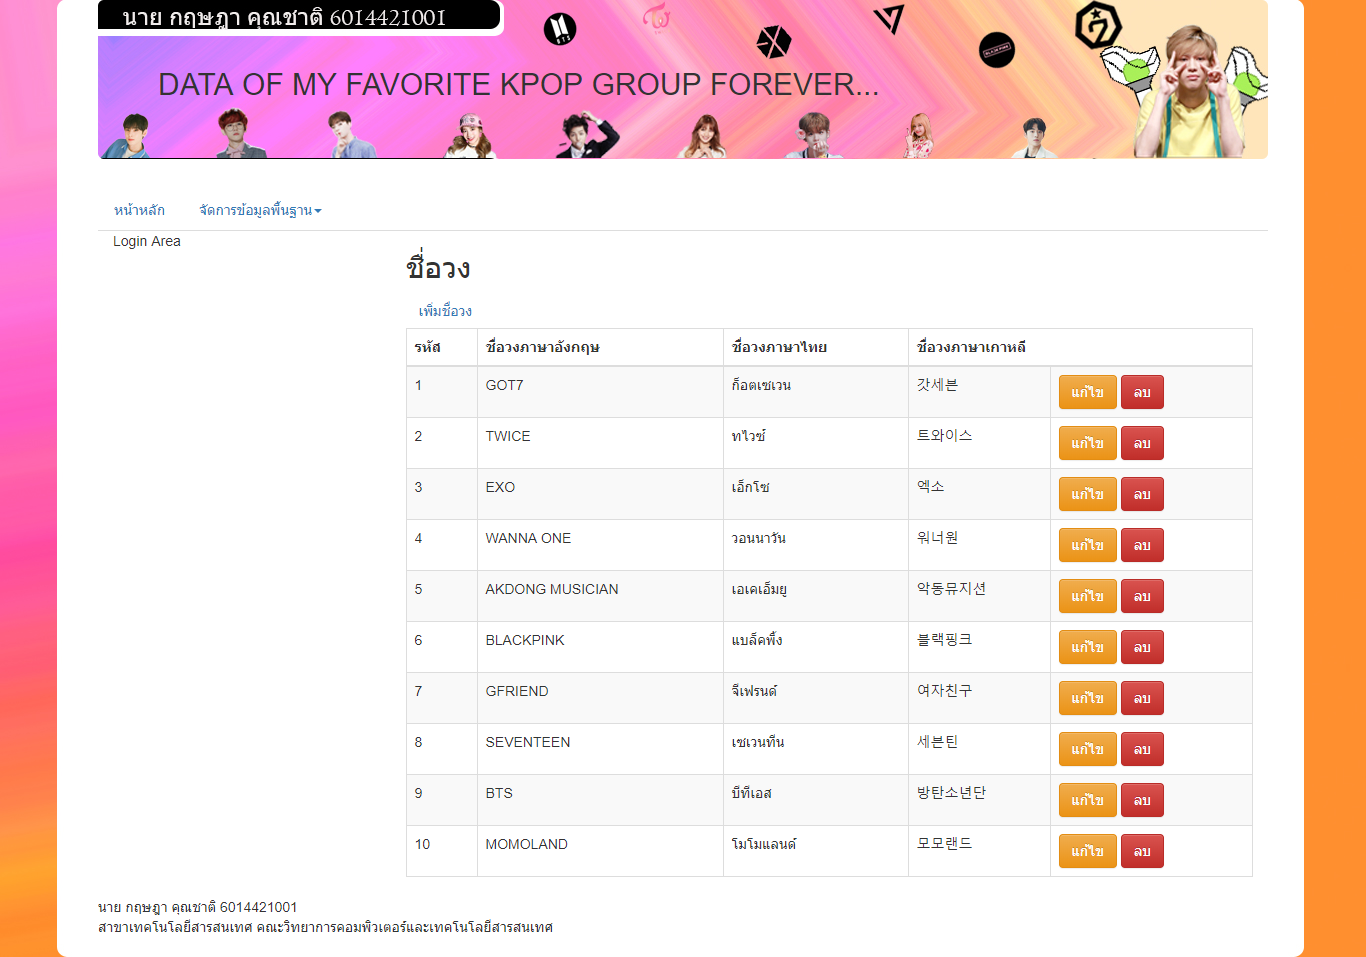 นาย กฤษฎา คุณชาติ 6014421001
BTS
BLACKPINK
DATA OF MY FAVORITE KPOP GROUP FOREVER...
หน้าหลัก จัดการข้อมูลพื้นฐาน
Login Area
ชื่อวง
เพิ่มชื่อวง
รหัส ชื่อวงภาษาอังกฤษ ชื่อวงภาษาไทย ชื่อวงภาษาเกาหลี
1 GOT7 ก็อตเซเวน 갓세븐 แก้ไข ลบ
2 TWICE ทไวซ์ 트와이스 แก้ไข ลบ
3 EXO เอ็กโซ 엑소 แก้ไข ลบ
4 WANNA ONE วอนนาวัน 워너원 แก้ไข ลบ
5 AKDONG MUSICIAN เอเคเอ็มยู 악동뮤지션 แก้ไข ลบ
6 BLACKPINK แบล็คพิ้ง 블랙핑크 แก้ไข ลบ
7 GFRIEND จีเฟรนด์ 여자친구 แก้ไข ลบ
8 SEVENTEEN เซเวนทีน 세븐틴 แก้ไข ลบ
9 BTS บีทีเอส 방탄소년단 แก้ไข ลบ
10 MOMOLAND โมโมแลนด์ 모모랜드 แก้ไข ลบ
นาย กฤษฎา คุณชาติ 6014421001
สาขาเทคโนโลยีสารสนเทศ คณะวิทยาการคอมพิวเตอร์และเทคโนโลยีสารสนเทศ